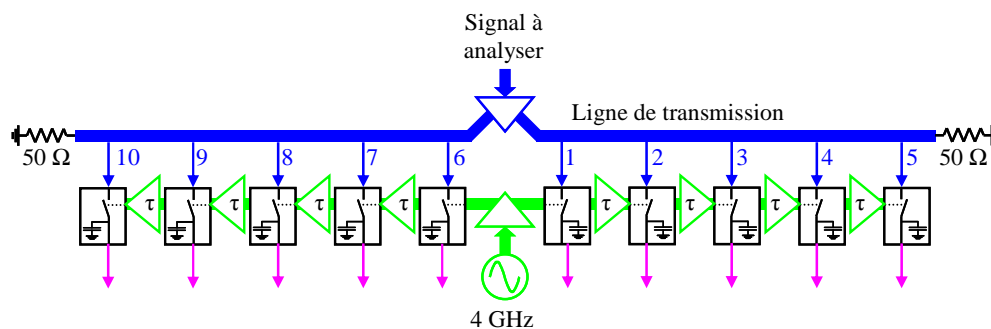 Signal à
analyser
Ligne de transmission
50 Ω
50 Ω
10 9 8 7 6 1 2 3 4 5
τ τ τ τ τ τ τ τ
4 GHz